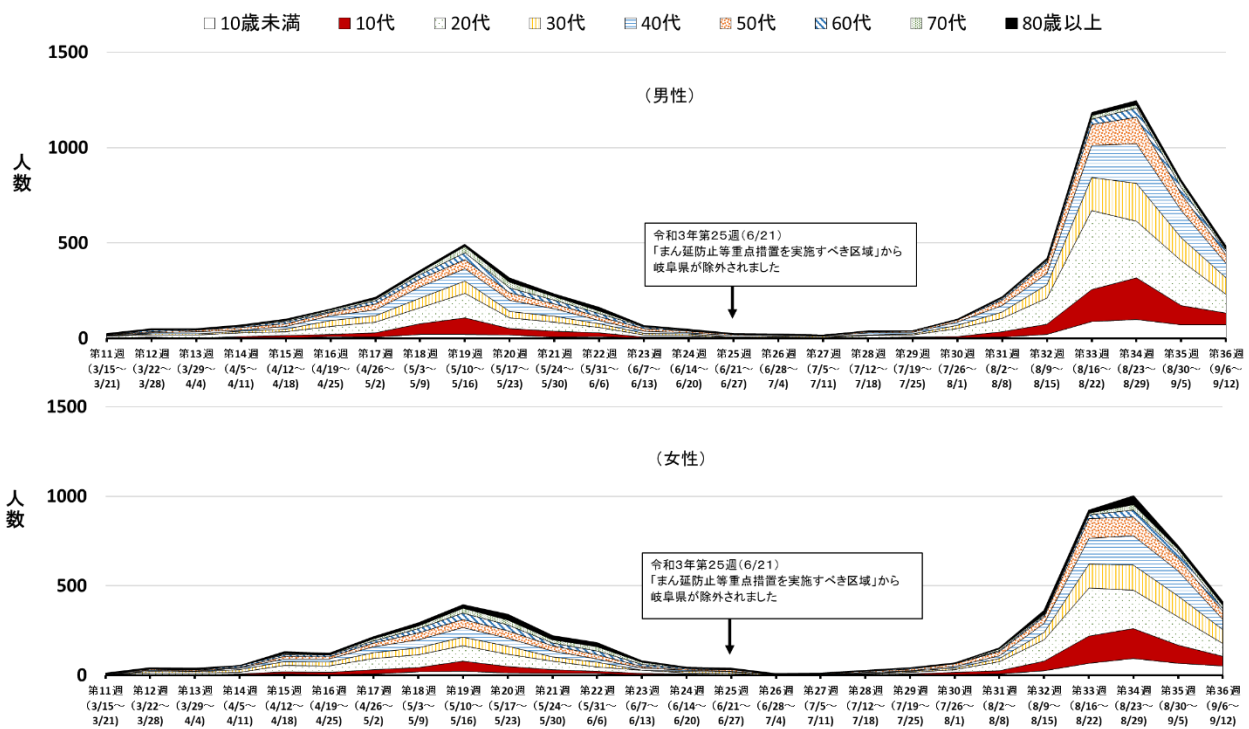 10歳未満 10代 20代 30代 40代 50代 60代 70代 80歳以上
1500
(男性)
1000
人数
令和3年第25週(6/21)
「まん延防止等重点措置を実施すべき区域」から
岐阜県が除外されました
500
0
第11週 第12週 第13週 第14週 第15週 第16週 第17週 第18週 第19週 第20週 第21週 第22週 第23週 第24週 第25週 第26週 第27週 第28週 第29週 第30週 第31週 第32週 第33週 第34週 第35週 第36週
(3/15～ (3/22～ (3/29～ (4/5～ (4/12～ (4/19～ (4/26～ (5/3～ (5/10～ (5/17～ (5/24～ (5/31～ (6/7～ (6/14～ (6/21～ (6/28～ (7/5～ (7/12～ (7/19～ (7/26～ (8/2～ (8/9～ (8/16～ (8/23～ (8/30～ (9/6～
3/21) 3/28) 4/4) 4/11) 4/18) 4/25) 5/2) 5/9) 5/16) 5/23) 5/30) 6/6) 6/13) 6/20) 6/27) 7/4) 7/11) 7/18) 7/25) 8/1) 8/8) 8/15) 8/22) 8/29) 9/5) 9/12)
1500
(女性)
1000
人数
令和3年第25週(6/21)
「まん延防止等重点措置を実施すべき区域」から
岐阜県が除外されました
500
0
第11週 第12週 第13週 第14週 第15週 第16週 第17週 第18週 第19週 第20週 第21週 第22週 第23週 第24週 第25週 第26週 第27週 第28週 第29週 第30週 第31週 第32週 第33週 第34週 第35週 第36週
(3/15～ (3/22～ (3/29～ (4/5～ (4/12～ (4/19～ (4/26～ (5/3～ (5/10～ (5/17～ (5/24～ (5/31～ (6/7～ (6/14～ (6/21～ (6/28～ (7/5～ (7/12～ (7/19～ (7/26～ (8/2～ (8/9～ (8/16～ (8/23～ (8/30～ (9/6～
3/21) 3/28) 4/4) 4/11) 4/18) 4/25) 5/2) 5/9) 5/16) 5/23) 5/30) 6/6) 6/13) 6/20) 6/27) 7/4) 7/11) 7/18) 7/25) 8/1) 8/8) 8/15) 8/22) 8/29) 9/5) 9/12)